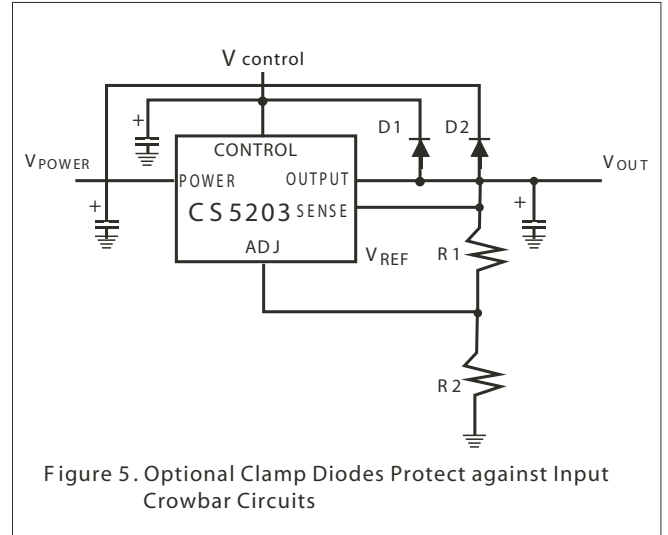 V control
D1 D2
+
CONTROL
VPOWER
VOUT
POWER OUTPUT
+
CS5203 SENSE
+
ADJ
VREF
R1
R2
Figure 5. Optional Clamp Diodes Protect against Input
Crowbar Circuits